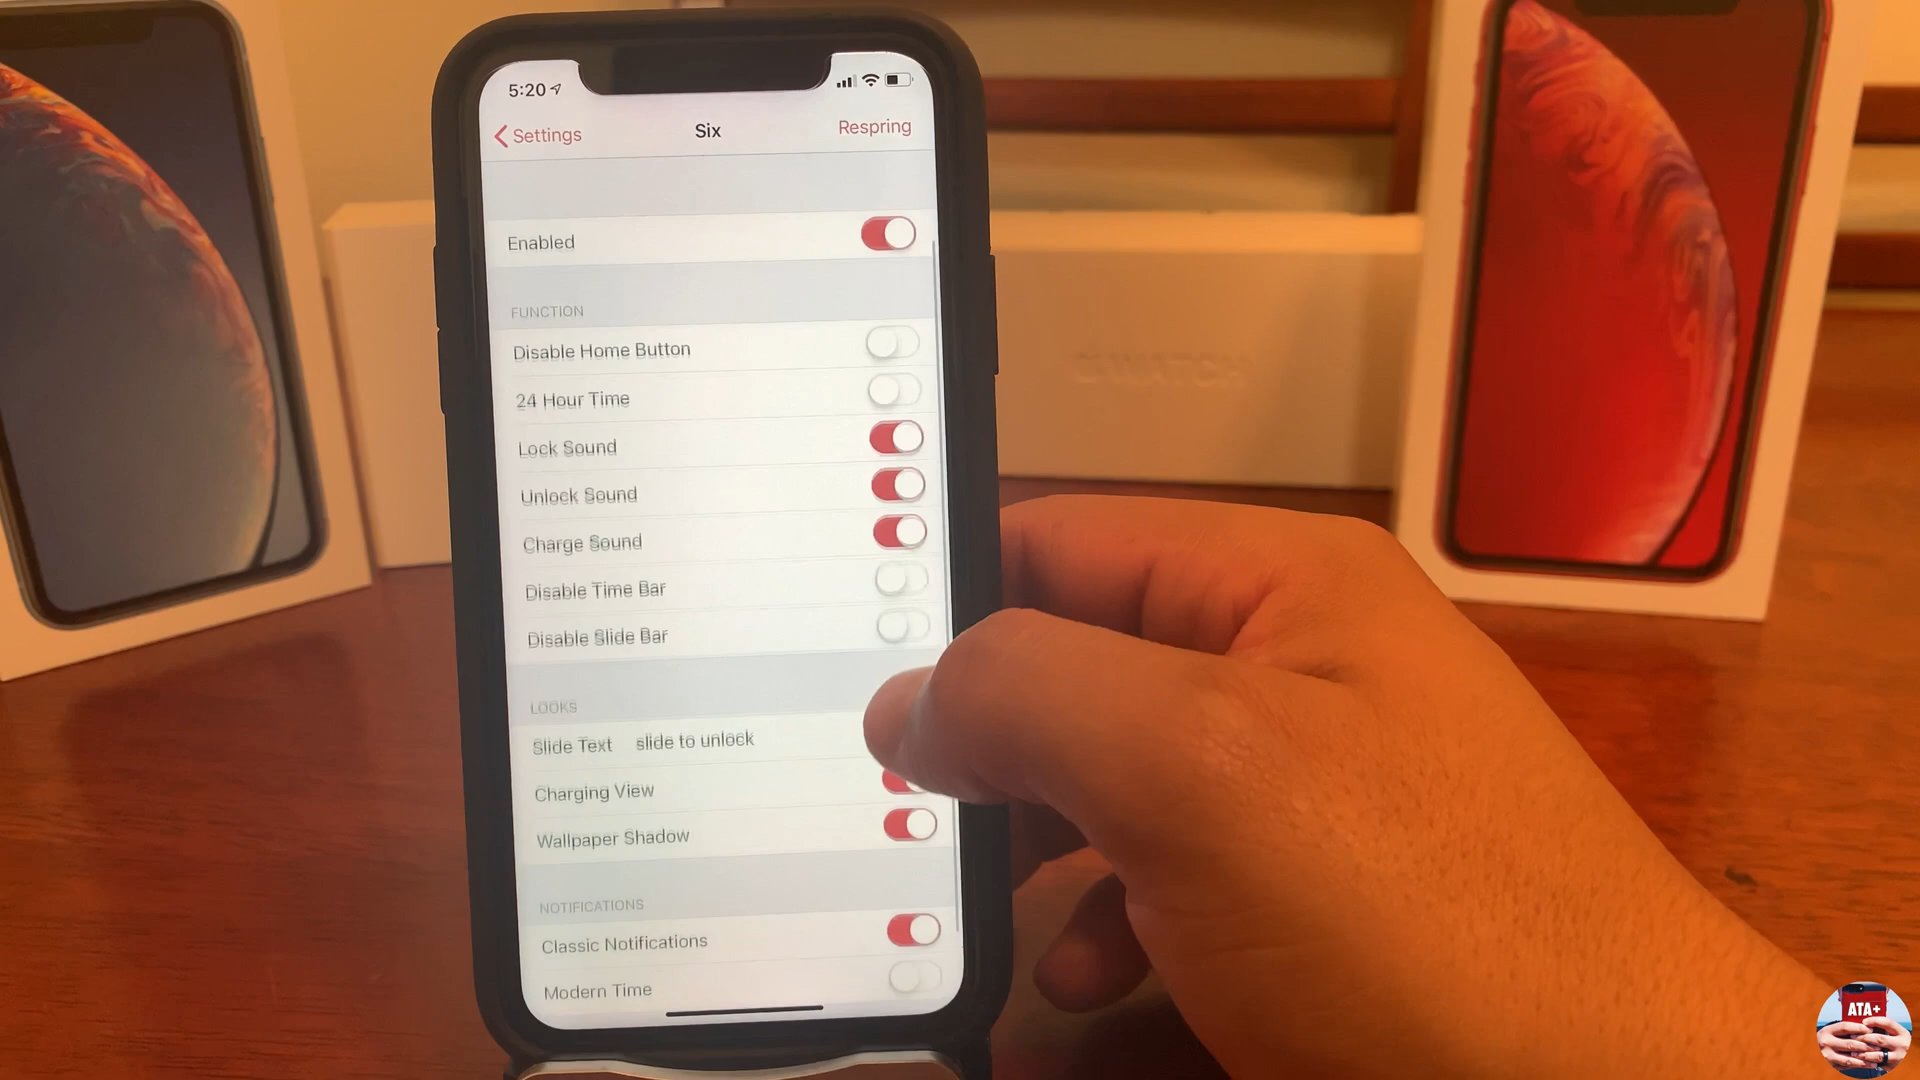 5:20
Settings
Six
Respring
Enabled
FUNCTION
Disable Home Button
24 Hour Time
Lock Sound
Unlock Sound
Charge Sound
Disable Time Bar
Disable Slide Bar
LOOKS
Slide Text slide to unlock
Charging View
Wallpaper Shadow
NOTIFICATIONS
Classic Notifications
Modern Time
WATCH
ATA+